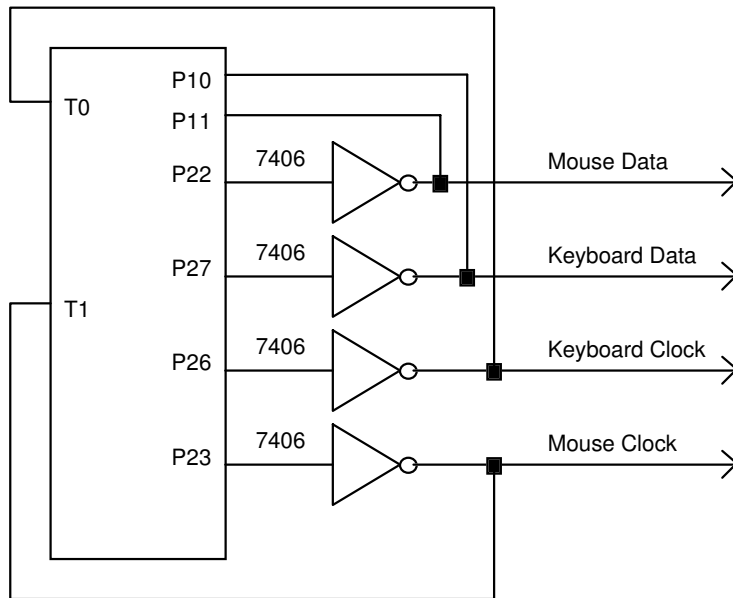 P10
T0
P11
P22
7406
Mouse Data
P27
7406
Keyboard Data
T1
P26
7406
Keyboard Clock
P23
7406
Mouse Clock